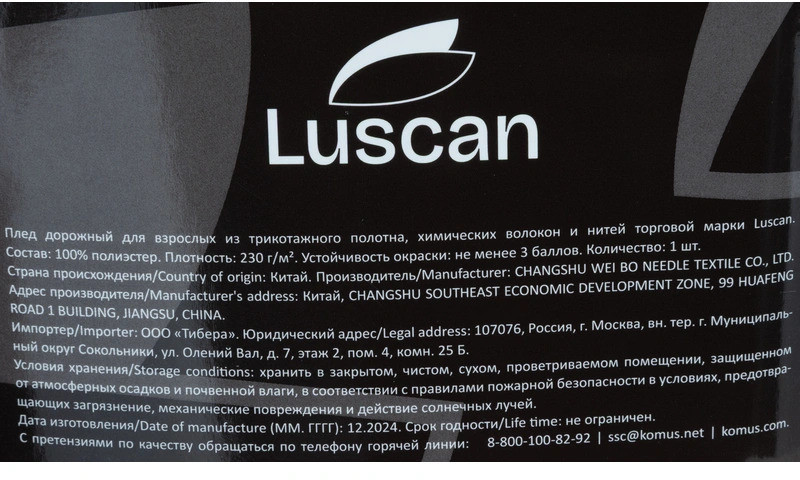 Luscan
Плед дорожный для взрослых из трикотажного полотна, химических волокон и нитей торговой марки Luscan.
Состав: 100% полиэстер. Плотность: 230 г/м². Устойчивость окраски: не менее 3 баллов. Количество: 1 шт.
Страна происхождения/Country of origin: Китай. Производитель/Manufacturer: CHANGSHU WEI BO NEEDLE TEXTILE CO., LTD.
Адрес производителя/Manufacturer's address: Китай, CHANGSHU SOUTHEAST ECONOMIC DEVELOPMENT ZONE, 99 HUAFENG
ROAD 1 BUILDING, JIANGSU, CHINA.
Импортер/Importer: ООО «Тибера». Юридический адрес/Legal address: 107076, Россия, г. Москва, вн. тер. г. Муниципаль-
ный округ Сокольники, ул. Олений Вал, д. 7, этаж 2, пом. 4, комн. 25 Б.
Условия хранения/Storage conditions: хранить в закрытом, чистом, сухом, проветриваемом помещении, защищенном
от атмосферных осадков и почвенной влаги, в соответствии с правилами пожарной безопасности в условиях, предотвра-
щающих загрязнение, механические повреждения и действие солнечных лучей.
Дата изготовления/Date of manufacture (ММ. ГГГГ): 12.2024. Срок годности/Life time: не ограничен.
С претензиями по качеству обращаться по телефону горячей линии: 8-800-100-82-92 | ssc@komus.net | komus.com.